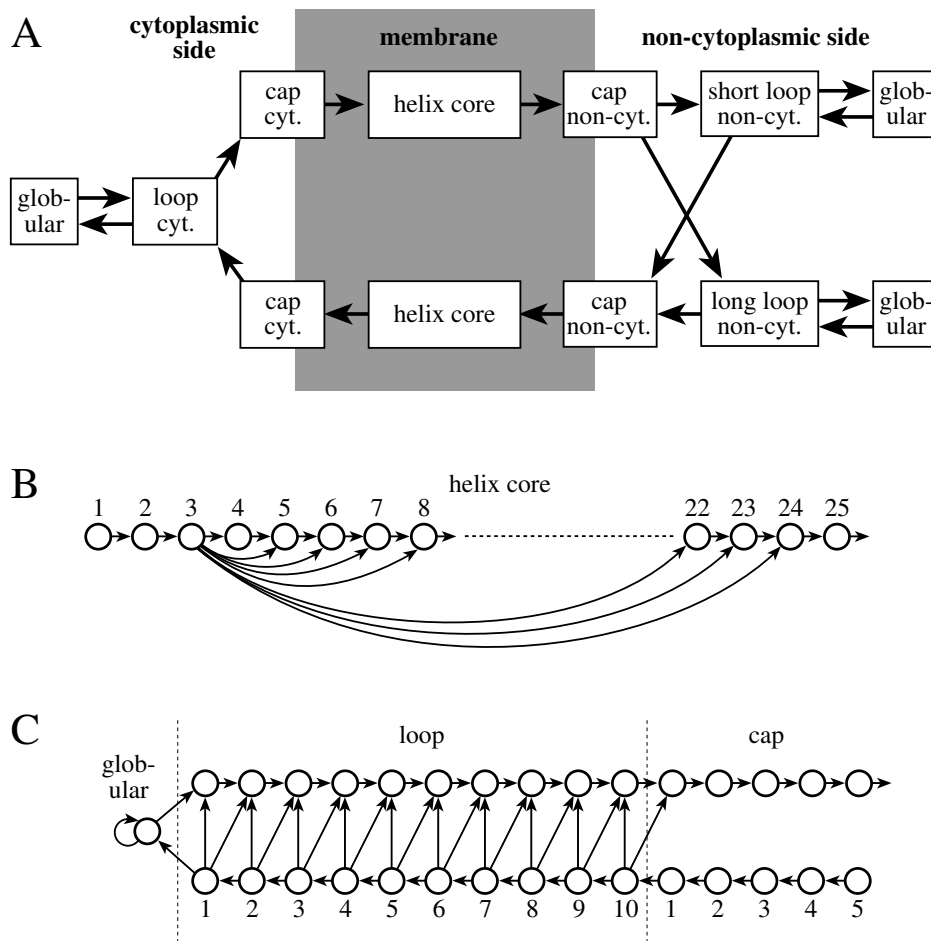 A
cytoplasmic
side
membrane
non-cytoplasmic side
cap
cyt.
helix core
cap
non-cyt.
short loop
non-cyt.
glob-
ular
glob-
ular
loop
cyt.
cap
cyt.
helix core
cap
non-cyt.
long loop
non-cyt.
glob-
ular
B
helix core
1 2 3 4 5 6 7 8 22 23 24 25
C
loop
cap
glob-
ular
1 2 3 4 5 6 7 8 9 10 1 2 3 4 5